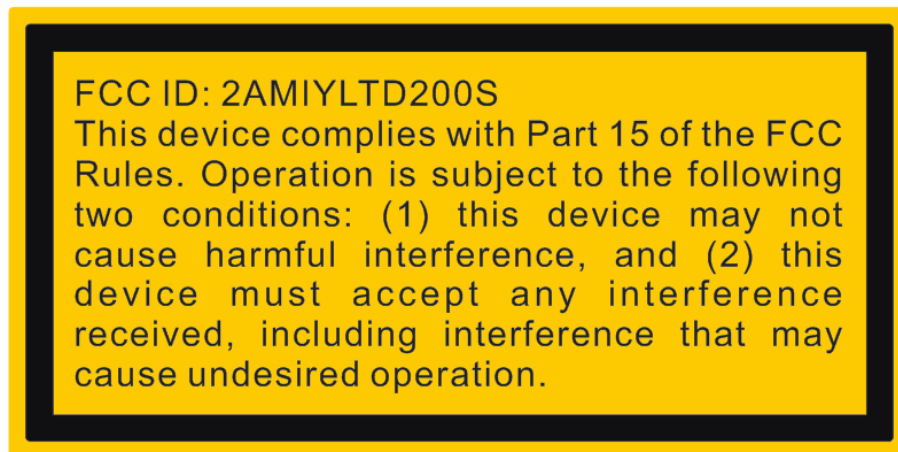 FCC ID: 2AMIYLTD200S
This device complies with Part 15 of the FCC
Rules. Operation is subject to the following
two conditions: (1) this device may not
cause harmful interference, and (2) this
device must accept any interference
received, including interference that may
cause undesired operation.